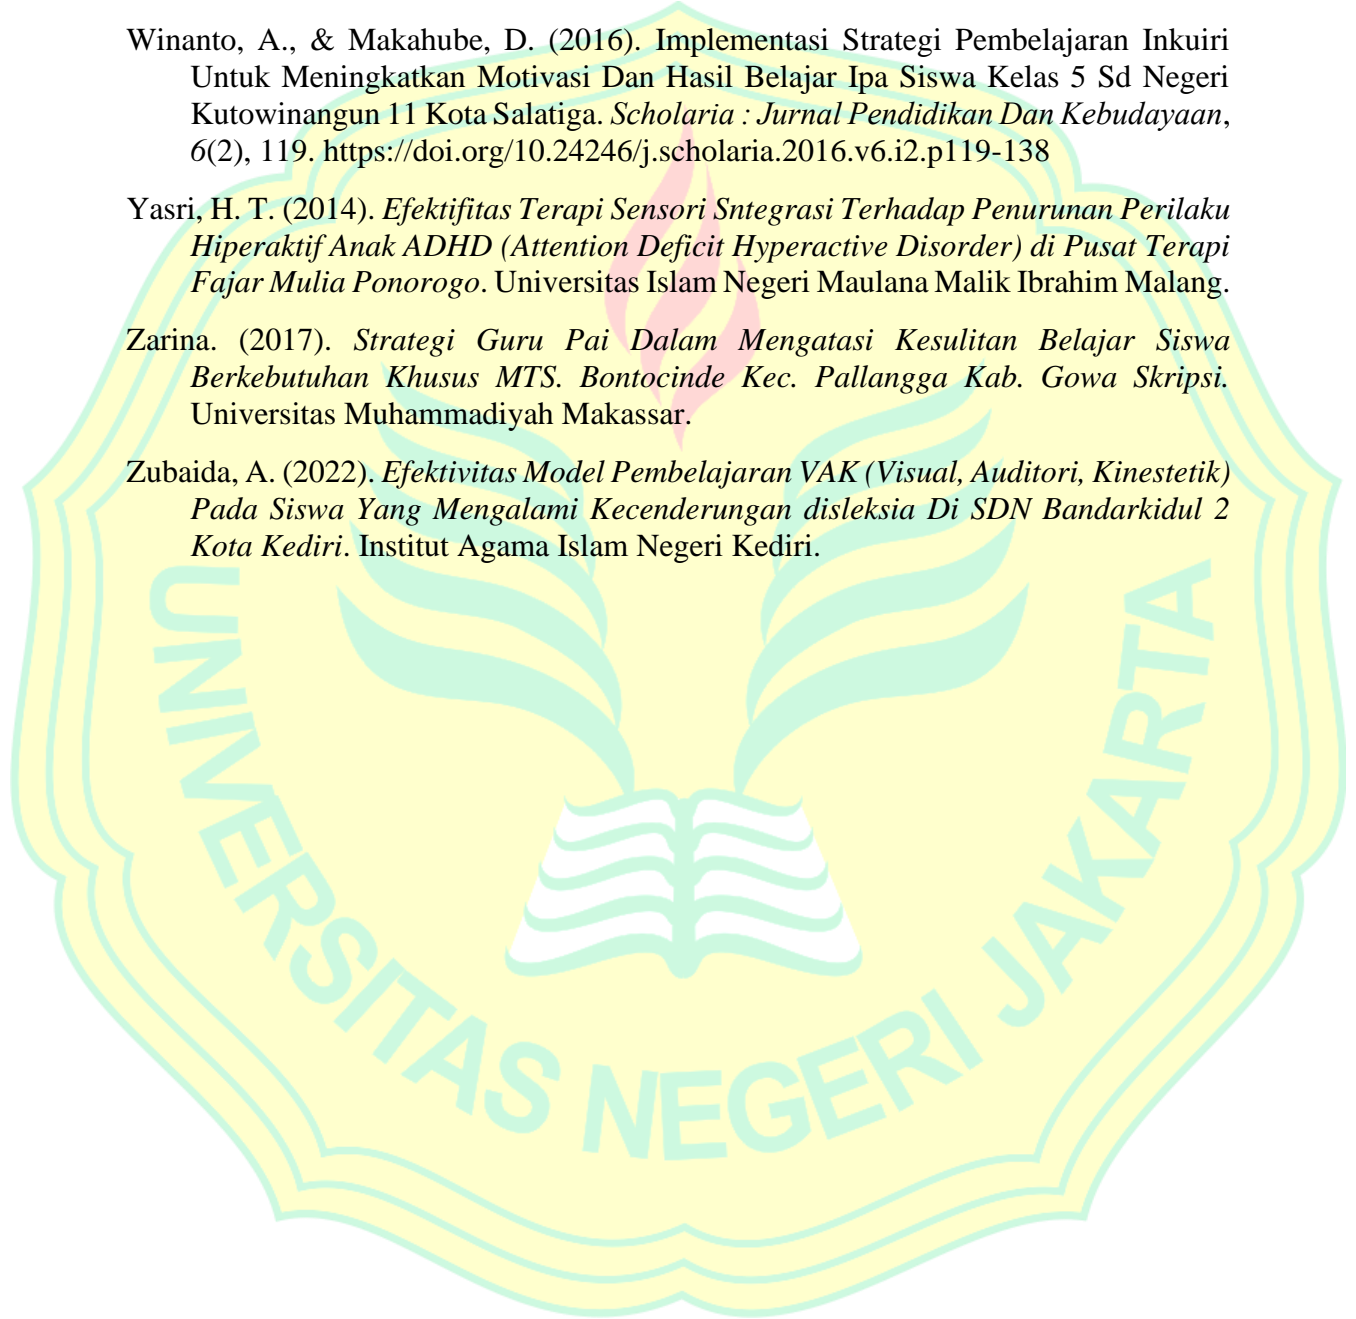 Winanto, A., & Makahube, D. (2016). Implementasi Strategi Pembelajaran Inkuiri
Untuk Meningkatkan Motivasi Dan Hasil Belajar Ipa Siswa Kelas 5 Sd Negeri
Kutowinangun 11 Kota Salatiga. Scholaria : Jurnal Pendidikan Dan Kebudayaan,
6(2), 119. https://doi.org/10.24246/j.scholaria.2016.v6.i2.p119-138
Yasri, H. T. (2014). Efektifitas Terapi Sensori Sntegrasi Terhadap Penurunan Perilaku
Hiperaktif Anak ADHD (Attention Deficit Hyperactive Disorder) di Pusat Terapi
Fajar Mulia Ponorogo. Universitas Islam Negeri Maulana Malik Ibrahim Malang.
Zarina. (2017). Strategi Guru Pai Dalam Mengatasi Kesulitan Belajar Siswa
Berkebutuhan Khusus MTS. Bontocinde Kec. Pallangga Kab. Gowa Skripsi.
Universitas Muhammadiyah Makassar.
Zubaida, A. (2022). Efektivitas Model Pembelajaran VAK (Visual, Auditori, Kinestetik)
Pada Siswa Yang Mengalami Kecenderungan disleksia Di SDN Bandarkidul 2
Kota Kediri. Institut Agama Islam Negeri Kediri.
UNIVERSITAS NEGERI JAKARTA